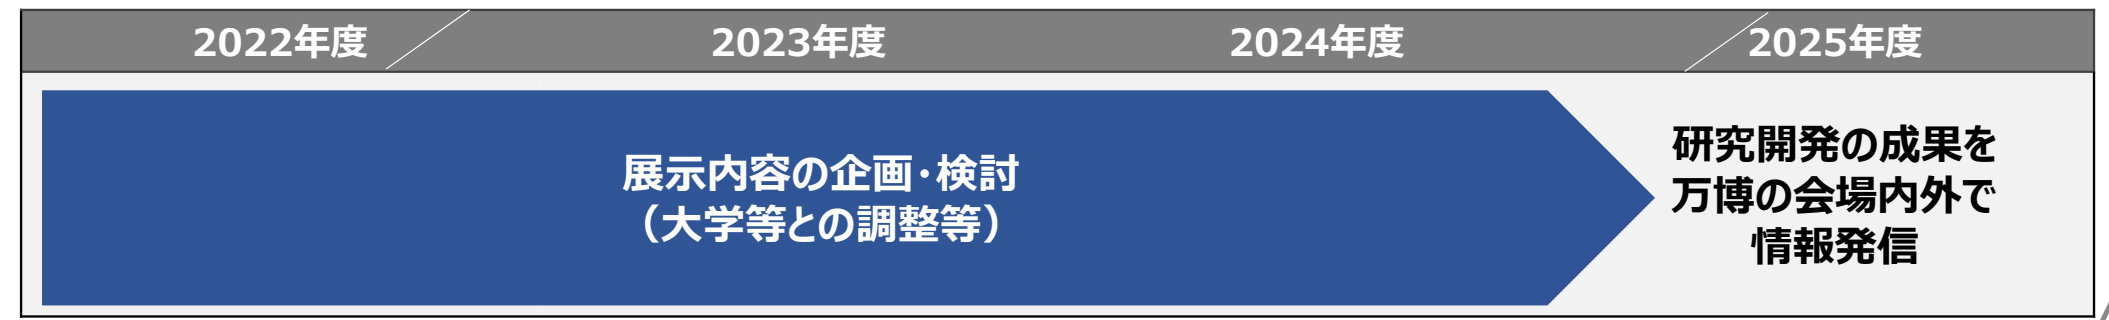 2022年度 2023年度 2024年度 2025年度
展示内容の企画・検討
（大学等との調整等）
研究開発の成果を
万博の会場内外で
情報発信